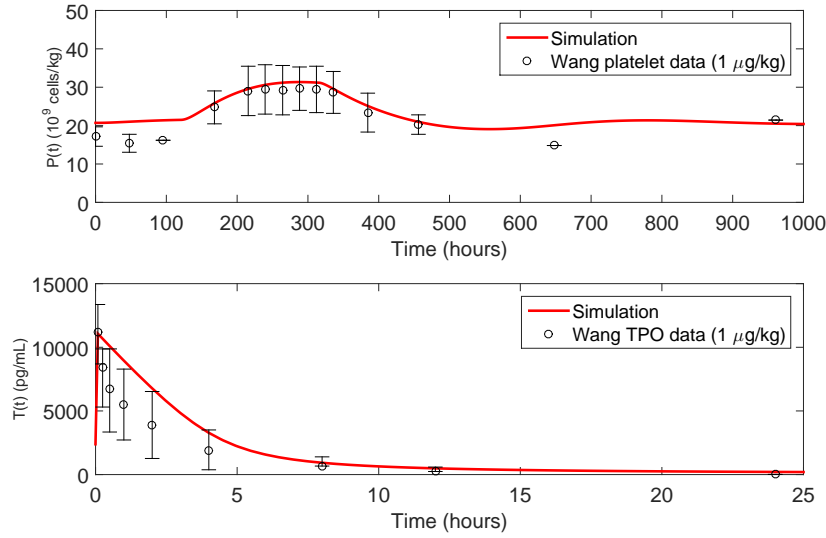 50
40
30
20
10
0
P(t) (10^9 cells/kg)
Simulation
Wang platelet data (1 μg/kg)
0 100 200 300 400 500 600 700 800 900 1000
Time (hours)
15000
10000
5000
0
T(t) (pg/mL)
Simulation
Wang TPO data (1 μg/kg)
0 5 10 15 20 25
Time (hours)